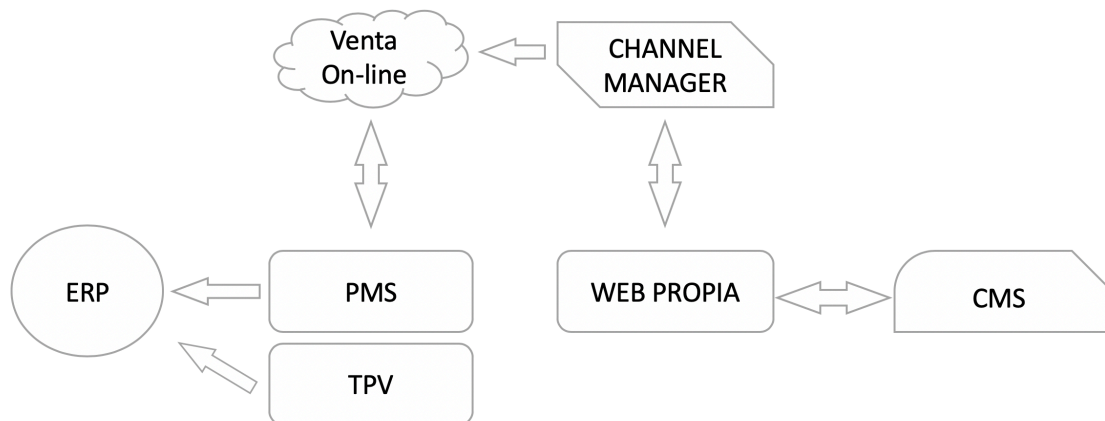 Venta
On-line
CHANNEL
MANAGER
ERP
PMS
WEB PROPIA
CMS
TPV